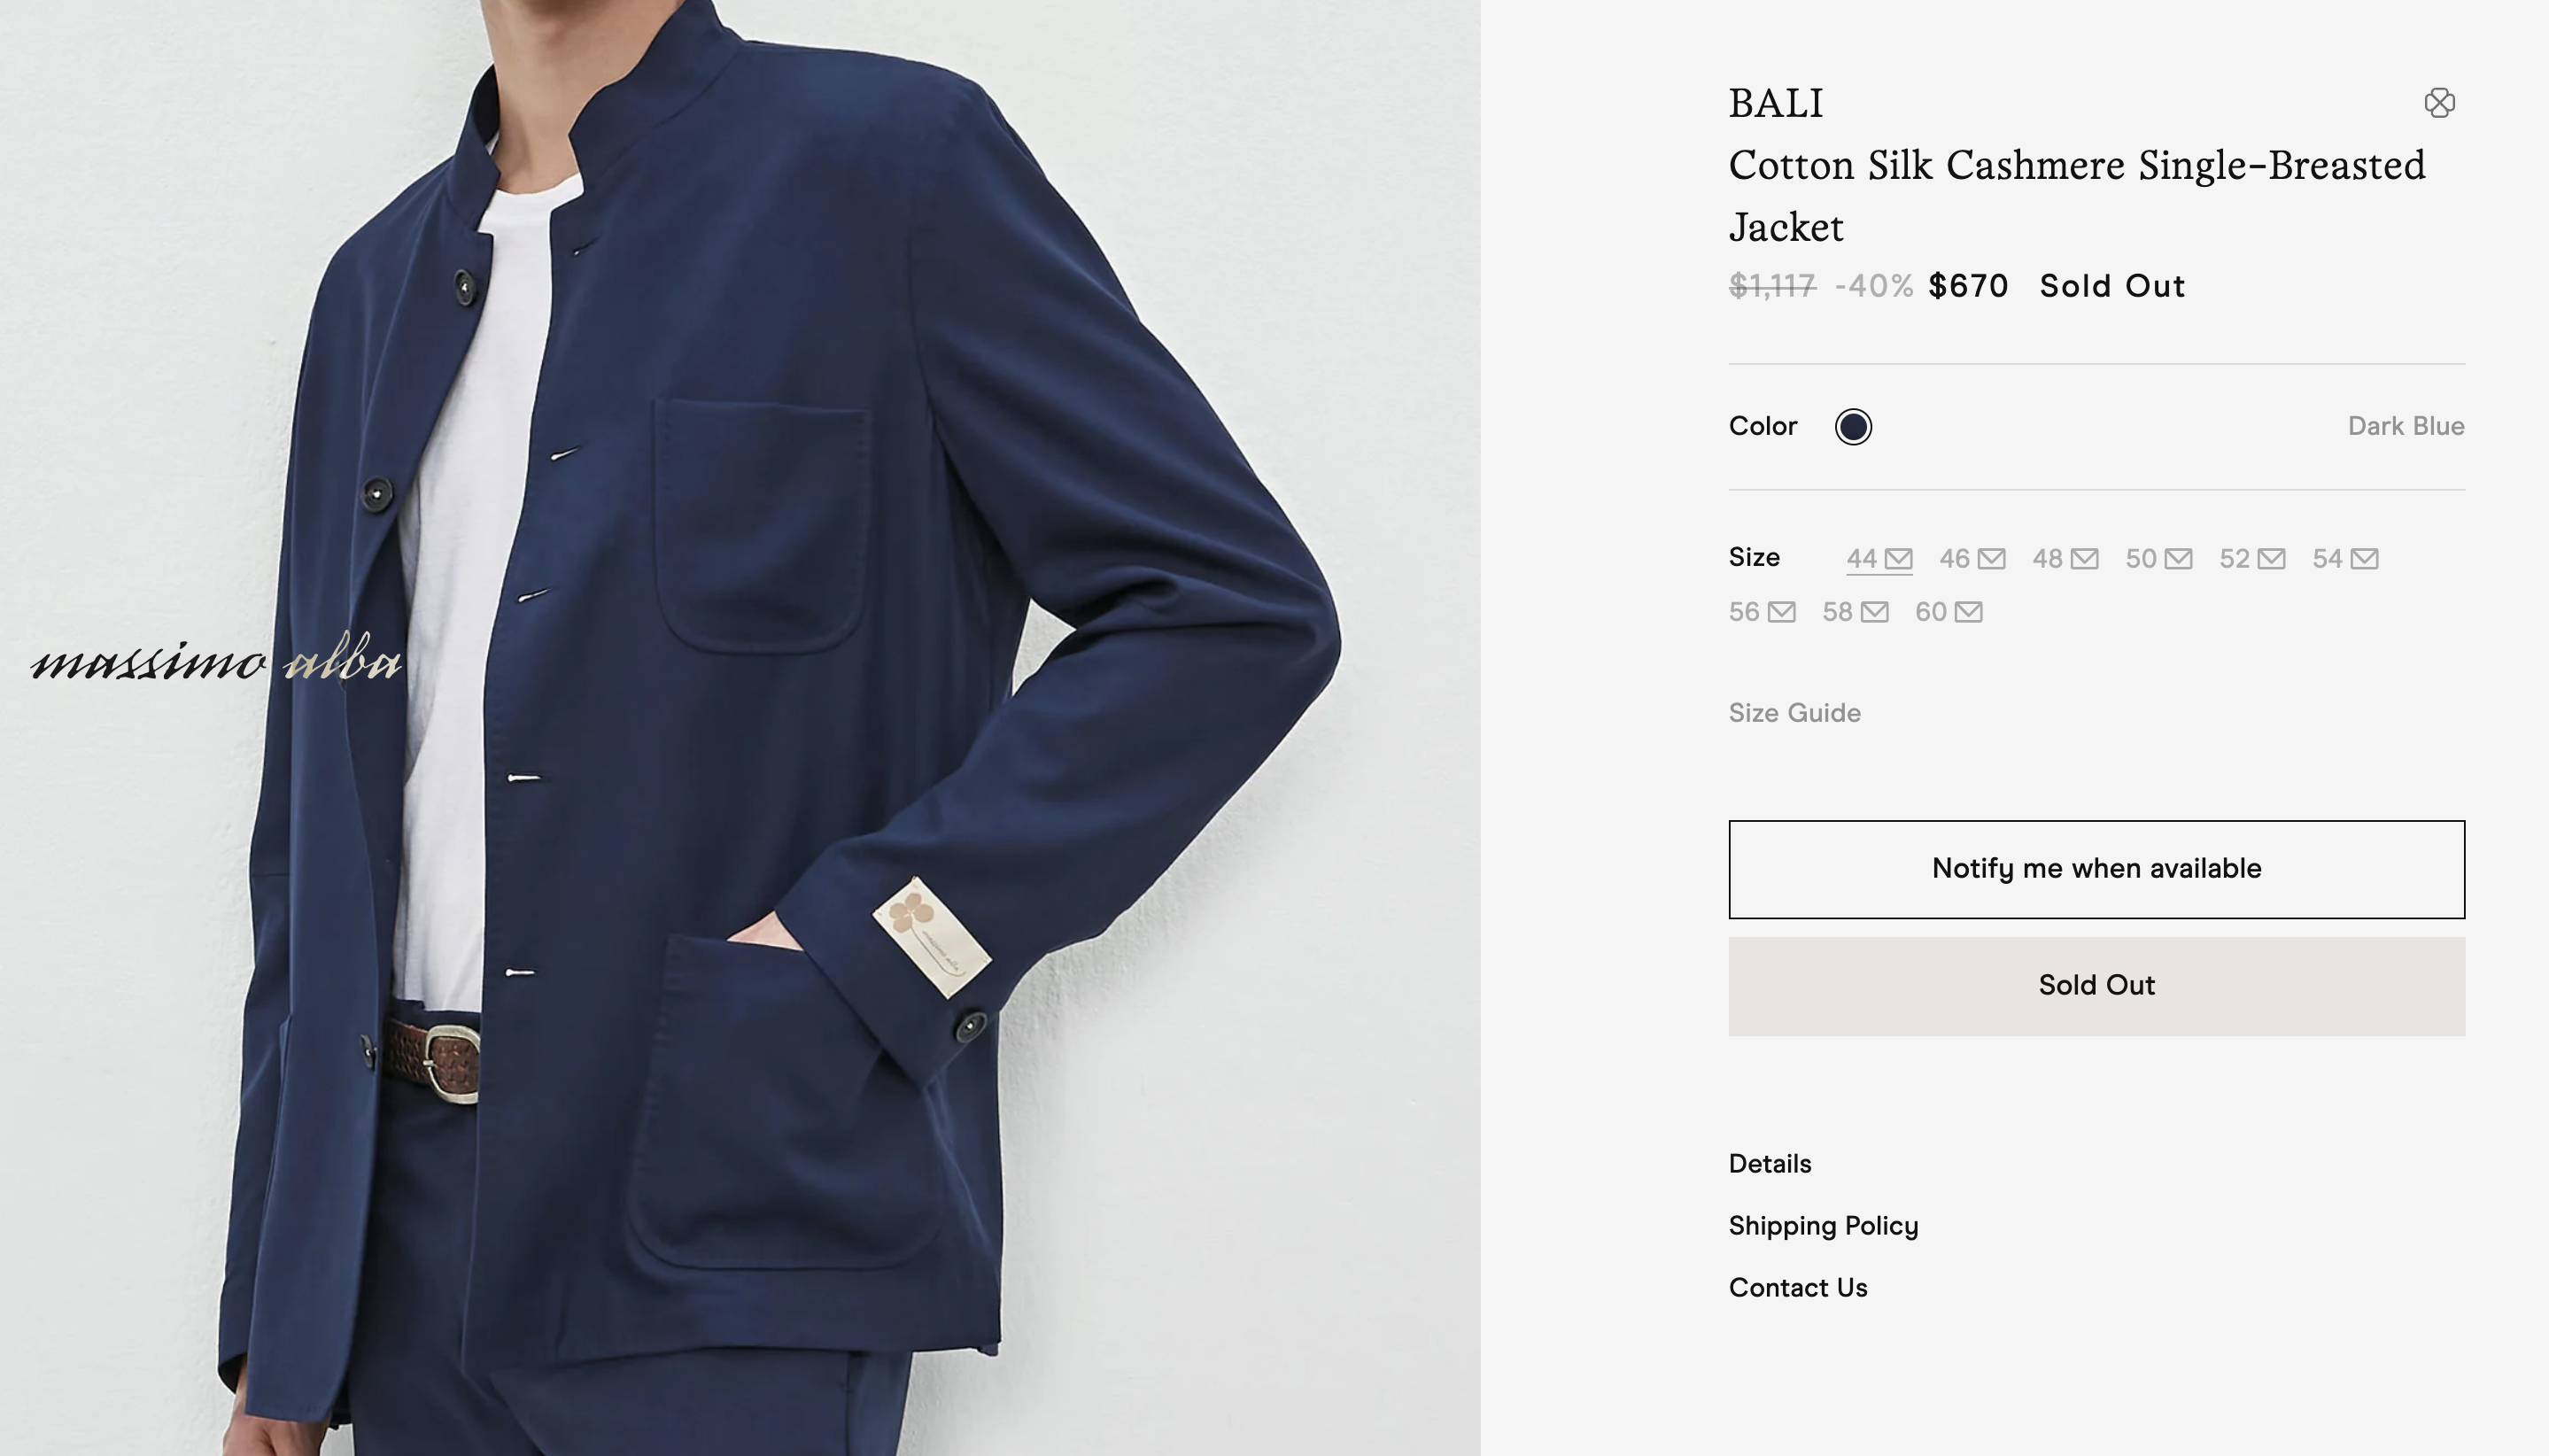 massimo alba
BALI
Cotton Silk Cashmere Single-Breasted
Jacket
$1,117 -40% $670 Sold Out
Color Dark Blue
Size 44 46 48 50 52 54
56 58 60
Size Guide
Notify me when available
Sold Out
Details
Shipping Policy
Contact Us
massimo alba